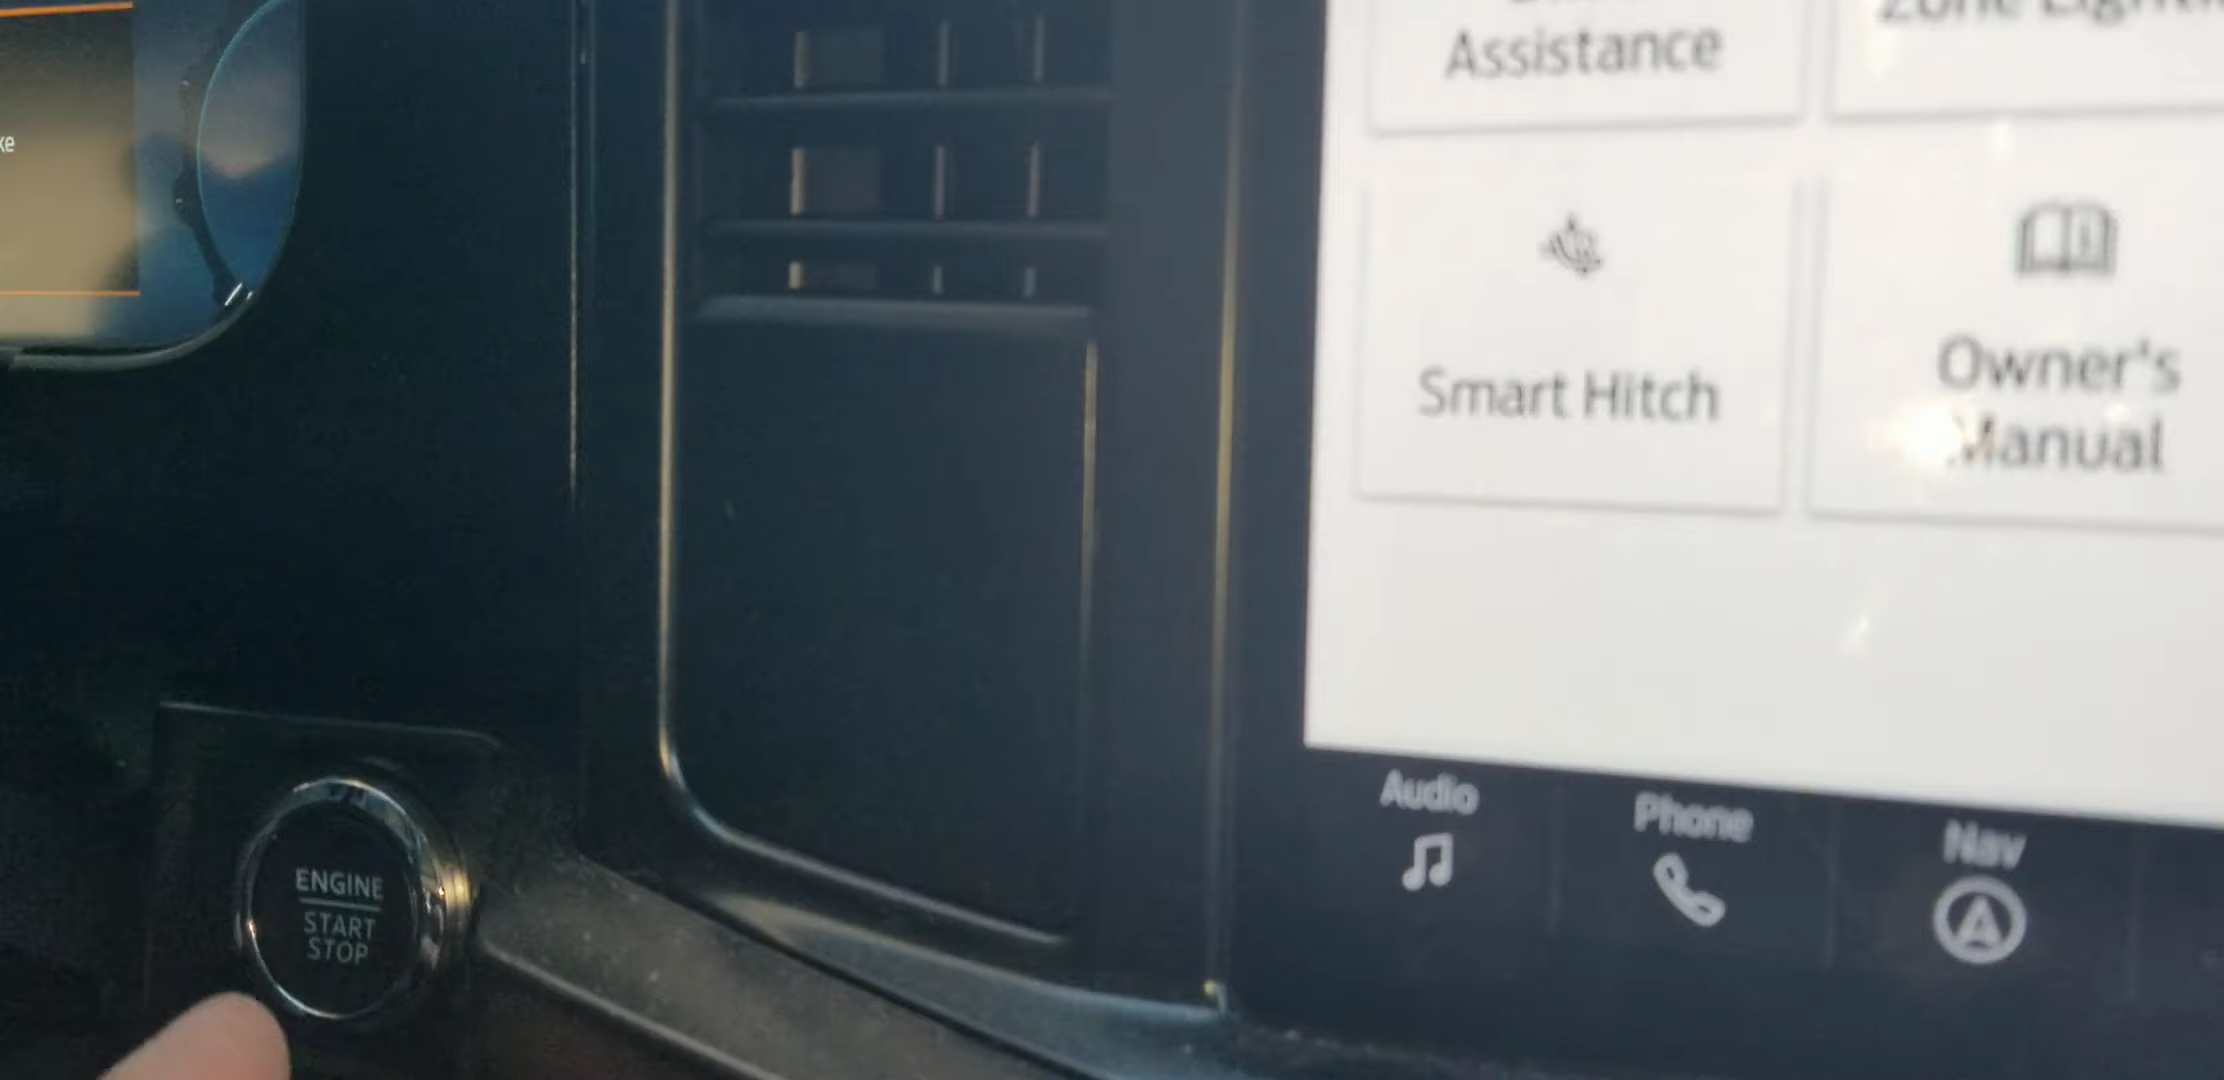 Assistance
Smart Hitch
Owner's
Manual
Audio
Phone
Nav
ENGINE
START
STOP